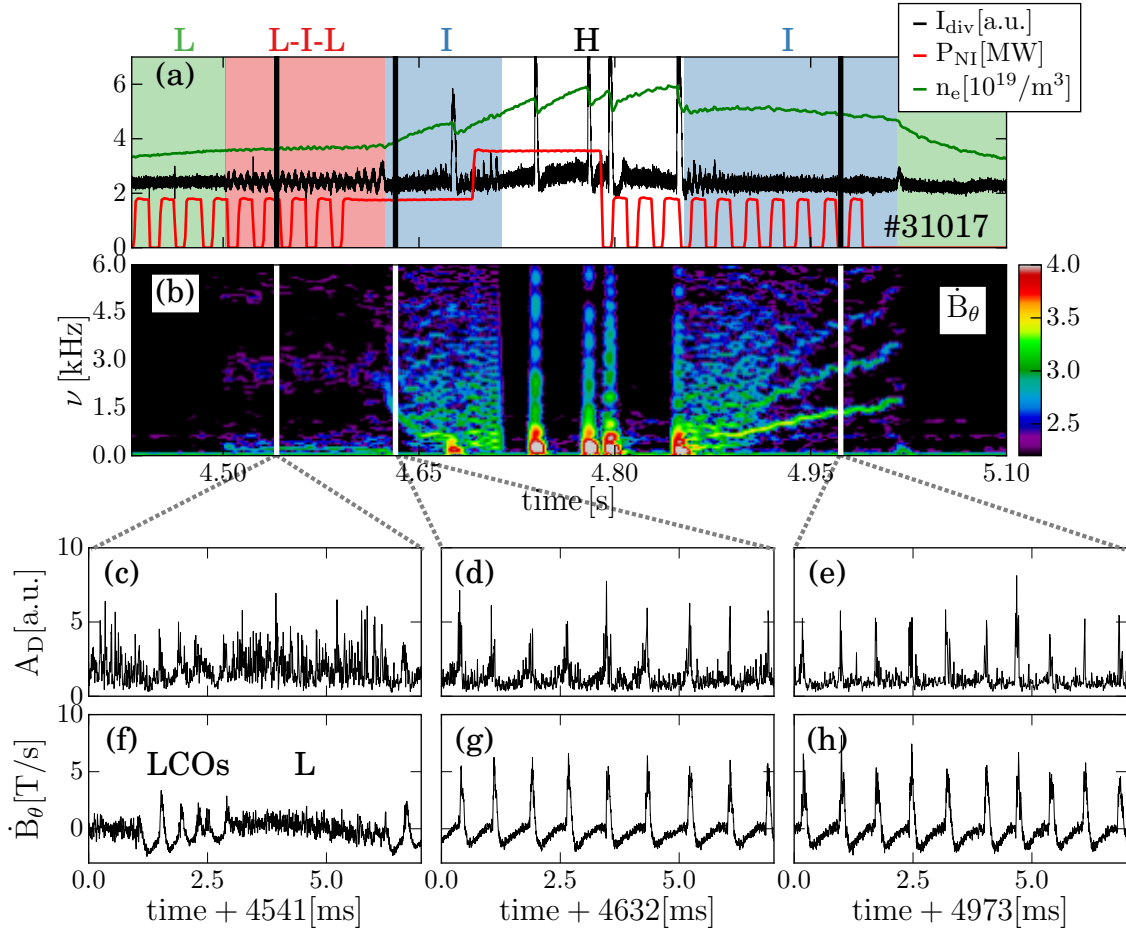 L L-I-L I H I
I_div[a.u.]
P_NI[MW]
n_e[10^19/m^3]
(a)
6
4
2
0
#31017
(b)
Ḃ_θ
6.0
4.5
3.0
1.5
0.0
ν [kHz]
4.0
3.5
3.0
2.5
4.50 4.65 4.80 4.95 5.10
time [s]
(c) (d) (e)
10
5
0
A_D[a.u.]
(f) (g) (h)
LCOs L
10
5
0
Ḃ_θ[T/s]
0.0 2.5 5.0 0.0 2.5 5.0 0.0 2.5 5.0
time + 4541[ms] time + 4632[ms] time + 4973[ms]